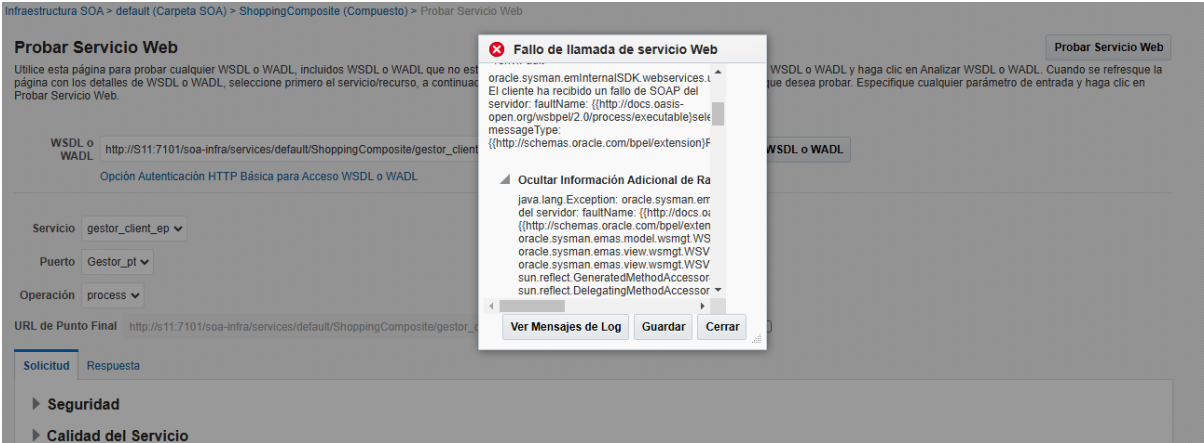 Infraestructura SOA > default (Carpeta SOA) > ShoppingComposite (Compuesto) > Probar Servicio Web
Probar Servicio Web
Probar Servicio Web
Utilice esta página para probar cualquier WSDL o WADL, incluidos WSDL o WADL que no est
WSDL o WADL y haga clic en Analizar WSDL o WADL. Cuando se refresque la
página con los detalles de WSDL o WADL, seleccione primero el servicio/recurso, a continuac
que desea probar. Especifique cualquier parámetro de entrada y haga clic en
Probar Servicio Web.
WSDL o WADL
http://S11:7101/soa-infra/services/default/ShoppingComposite/gestor_client
WSDL o WADL
Opción Autenticación HTTP Básica para Acceso WSDL o WADL
Servicio gestor_client_ep
Puerto Gestor_pt
Operación process
URL de Punto Final http://s11:7101/soa-infra/services/default/ShoppingComposite/gestor_c
Solicitud Respuesta
Seguridad
Calidad del Servicio
Fallo de llamada de servicio Web
oracle.sysman.emInternalSDK.webservices.u
El cliente ha recibido un fallo de SOAP del
servidor: faultName: {{http://docs.oasis-
open.org/wsbpel/2.0/process/executable}sele
messageType:
{{http://schemas.oracle.com/bpel/extension}F
Ocultar Información Adicional de Ra
java.lang.Exception: oracle.sysman.em
del servidor: faultName: {{http://docs.oa
{{http://schemas.oracle.com/bpel/exten
oracle.sysman.emas.model.wsmgt.WS
oracle.sysman.emas.view.wsmgt.WSV
oracle.sysman.emas.view.wsmgt.WSV
sun.reflect.GeneratedMethodAccessor
sun.reflect.DelegatingMethodAccessor
Ver Mensajes de Log Guardar Cerrar